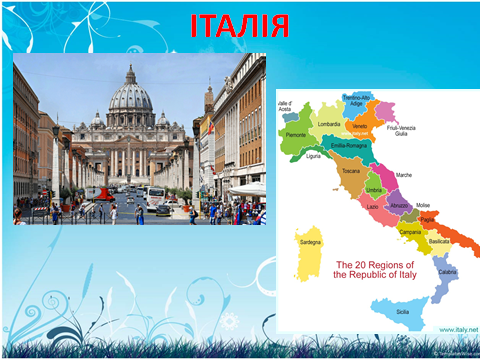 ІТАЛІЯ
Valle d'
Aosta
Trentino-Alto
Adige
Lombardia
Veneto
Friuli-Venezia
Giulia
Piemonte
Emilia-Romagna
Liguria
Toscana
Marche
Umbria
Lazio
Abruzzo
Molise
Puglia
Campania
Basilicata
Sardegna
Calabria
Sicilia
The 20 Regions of
the Republic of Italy
www.italy.net